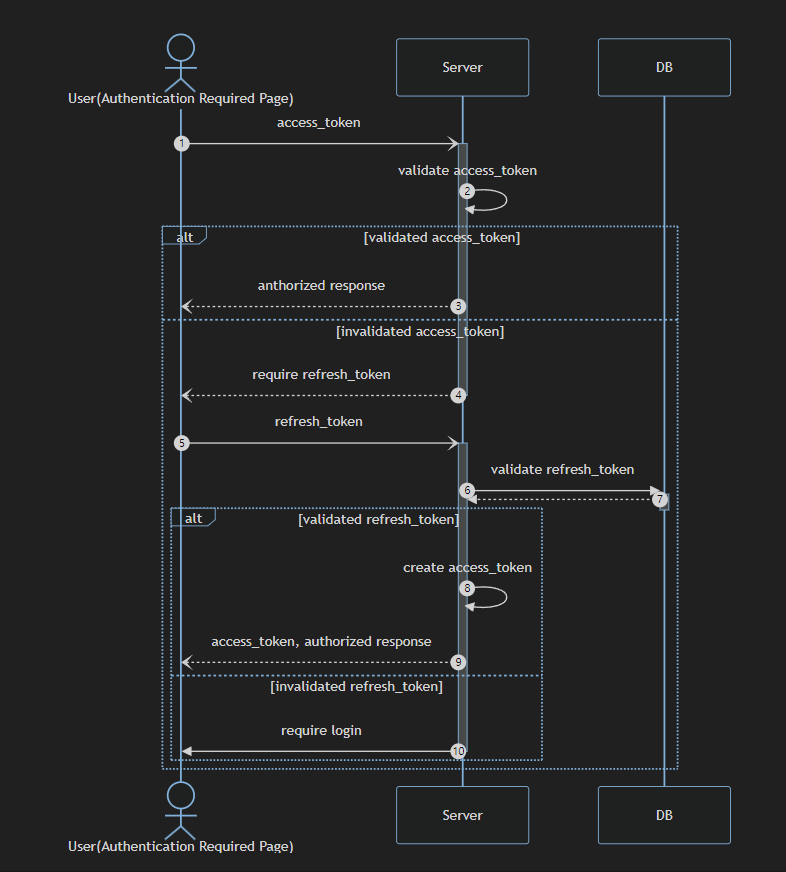 User(Authentication Required Page)
Server
DB
access_token
1
validate access_token
2
alt
[validated access_token]
anthorized response
3
[invalidated access_token]
require refresh_token
4
refresh_token
5
validate refresh_token
6
7
alt
[validated refresh_token]
create access_token
8
access_token, authorized response
9
[invalidated refresh_token]
require login
10
User(Authentication Required Page)
Server
DB